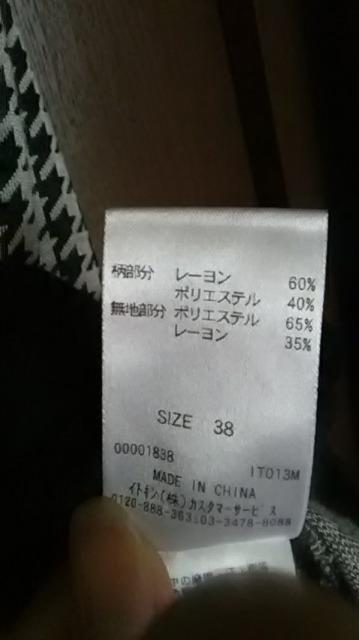 柄部分 レーヨン 60%
ポリエステル 40%
無地部分 ポリエステル 65%
レーヨン 35%
SIZE 38
00001838 IT013M
MADE IN CHINA
イトキン(株)カスタマーサービス
0120-888-363:03-3478-8088